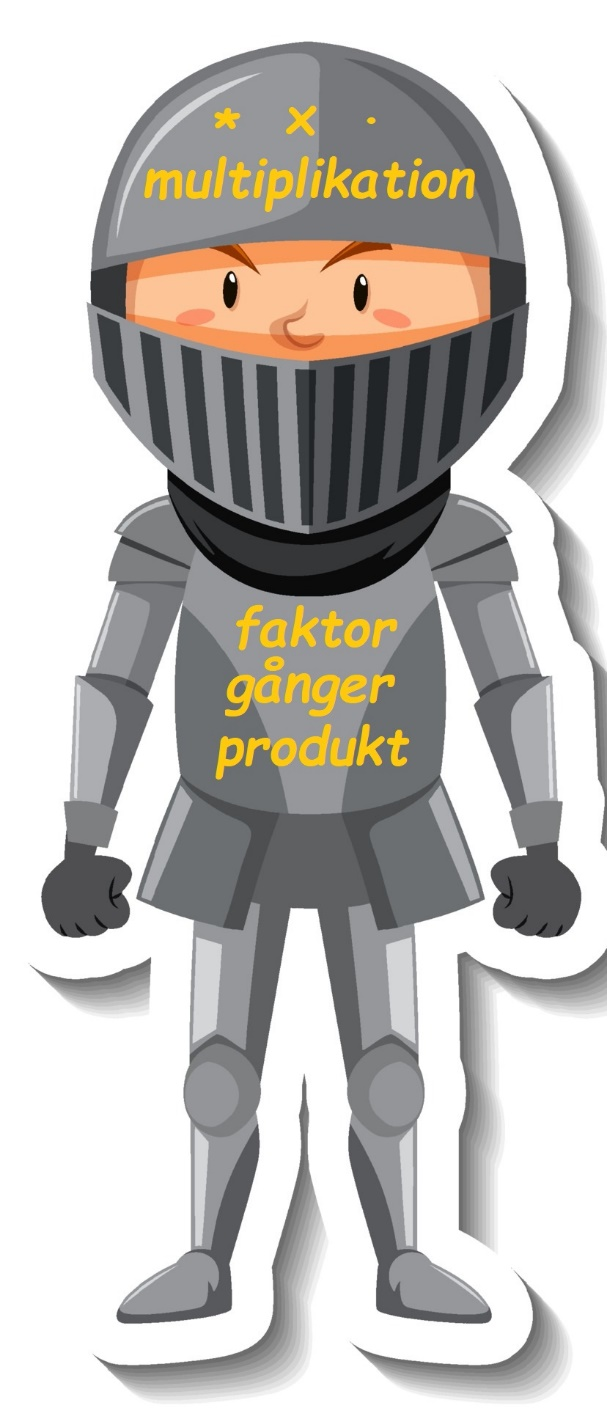 * × ·
multiplikation
faktor
gånger
produkt